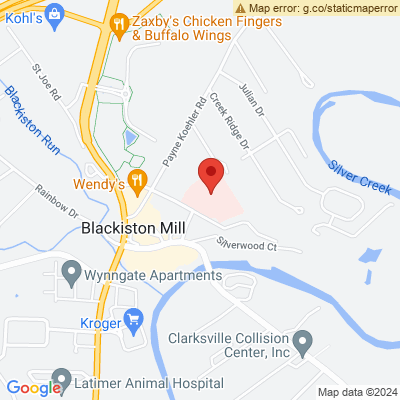 Map error: g.co/staticmaperror
Kohl's
Zaxby's Chicken Fingers
& Buffalo Wings
St Joe Rd
Julian Dr
Creek Ridge Dr
Payne Koehler Rd
Blackiston Run
Silver Creek
Wendy's
Rainbow Dr
Blackiston Mill
Silverwood Ct
Wynngate Apartments
Kroger
Clarksville Collision
Center, Inc
Latimer Animal Hospital
Google
Map data ©2024